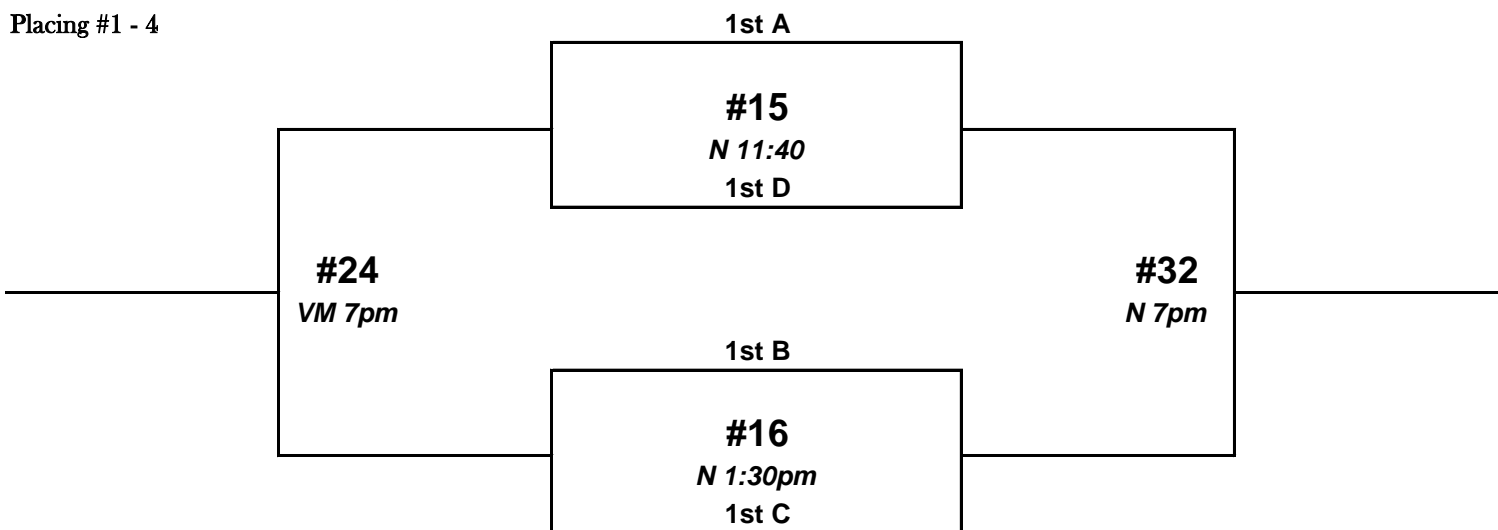 Placing #1 - 4
1st A
#15
N 11:40
1st D
#24
VM 7pm
#32
N 7pm
1st B
#16
N 1:30pm
1st C